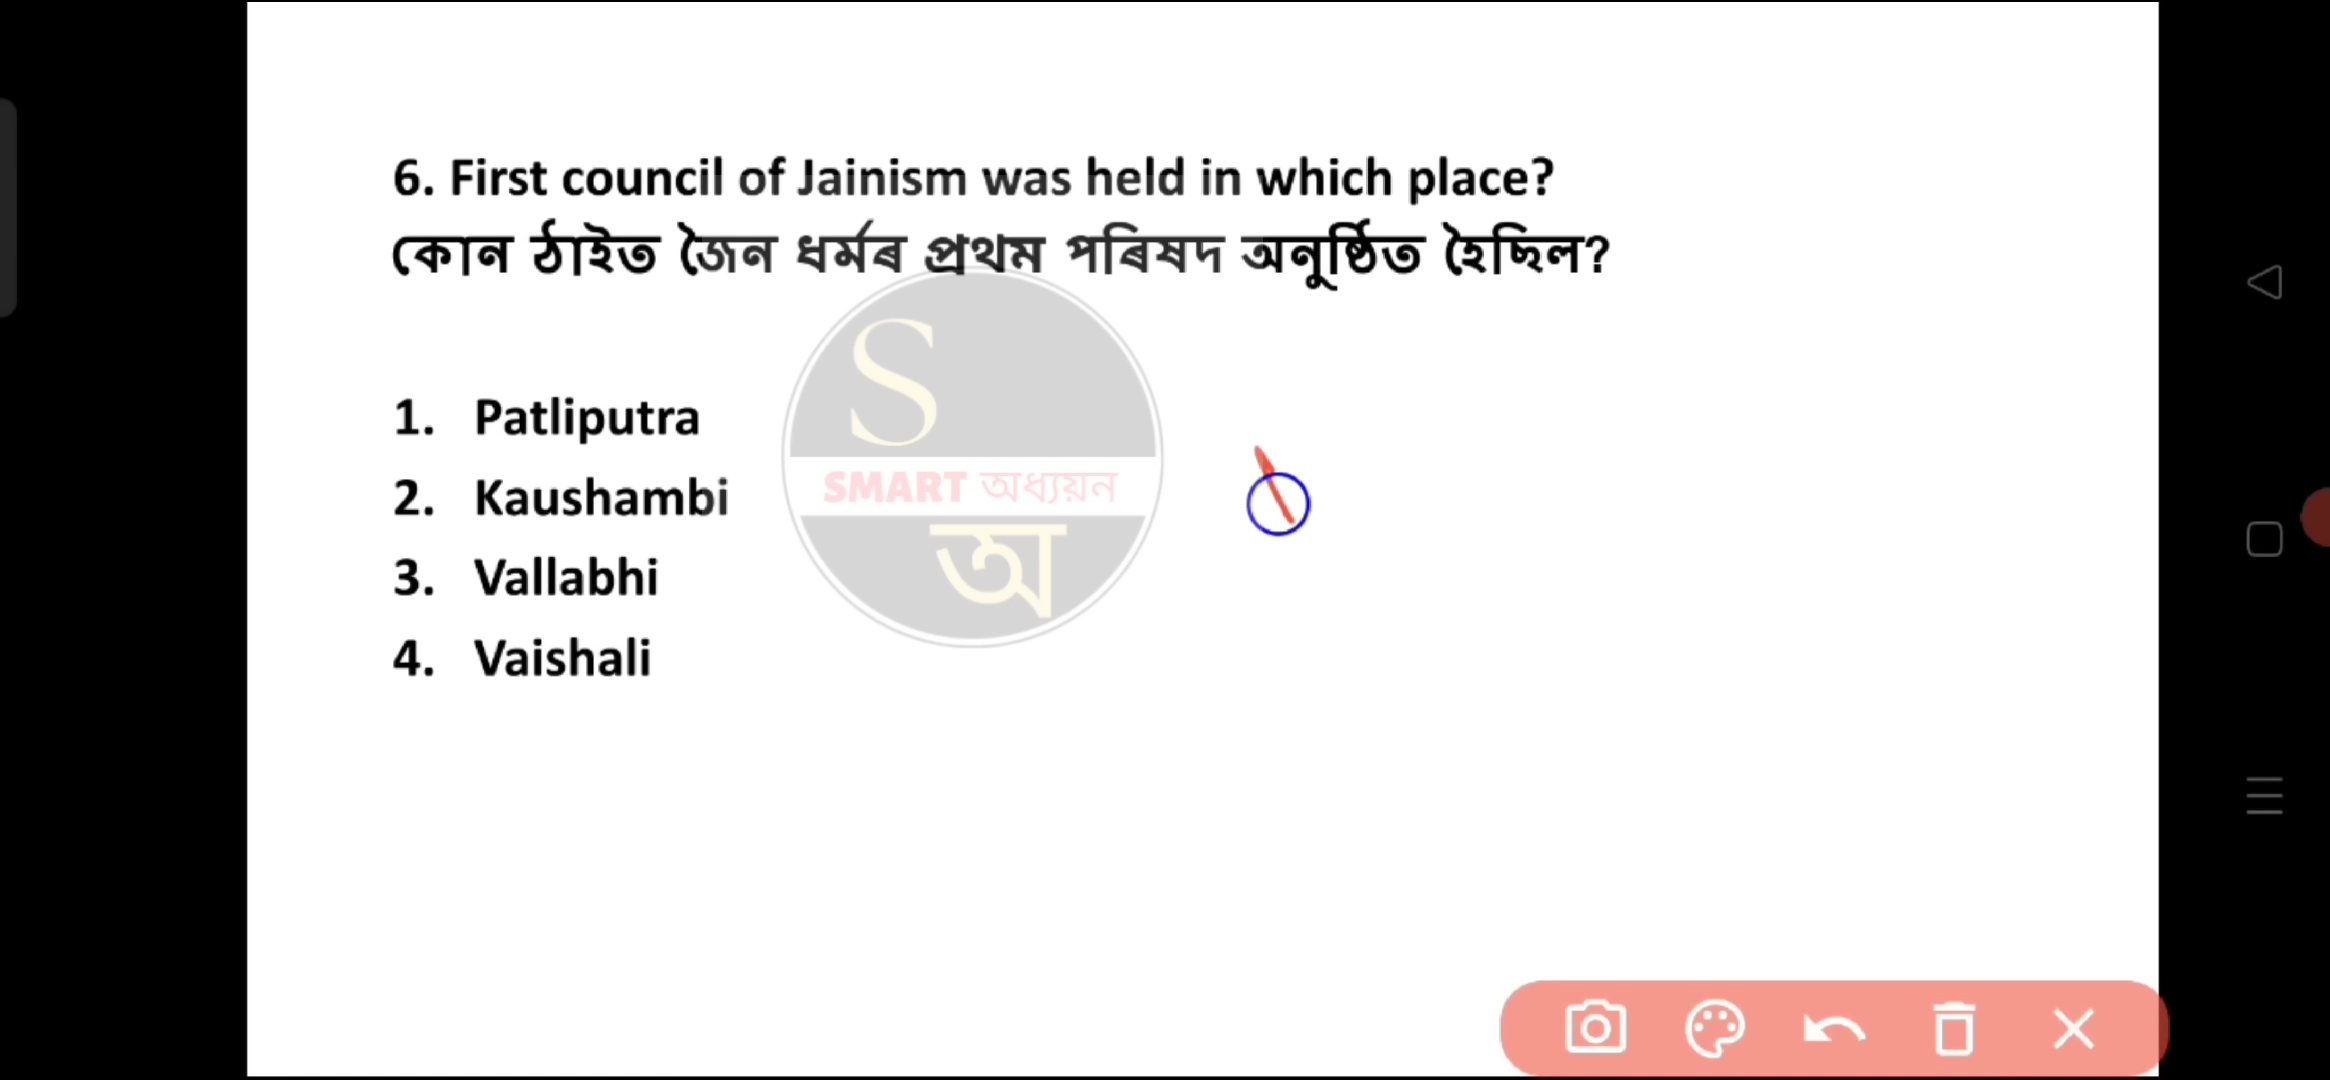 6. First council of Jainism was held in which place?
কোন ঠাইত জৈন ধৰ্মৰ প্ৰথম পৰিষদ অনুষ্ঠিত হৈছিল?
S
1. Patliputra
SMART অধ্যয়ন
2. Kaushambi
অ
3. Vallabhi
4. Vaishali